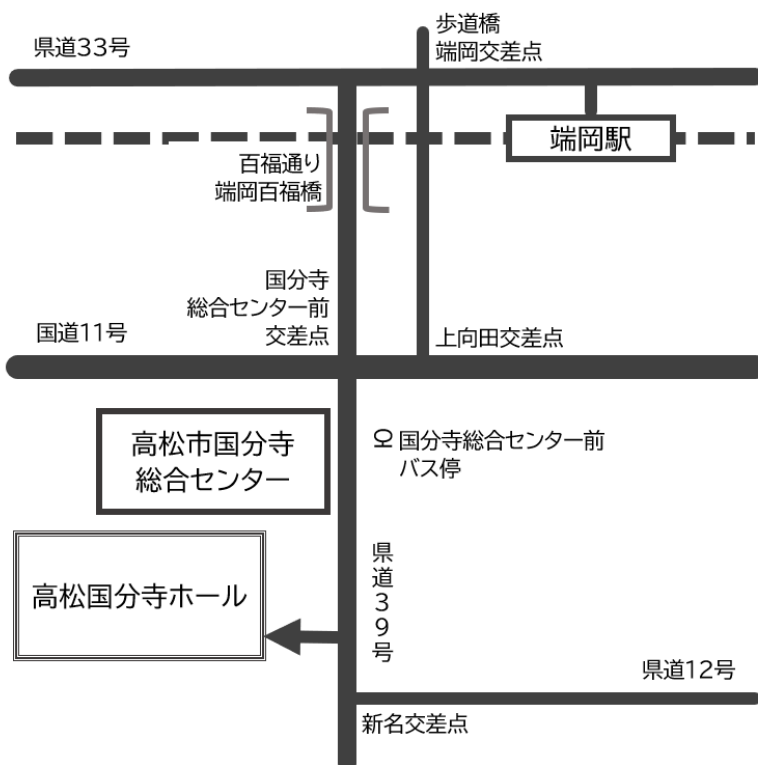 歩道橋
端岡交差点
県道33号
端岡駅
百福通り
端岡百福橋
国分寺
総合センター前
交差点
国道11号
上向田交差点
高松市国分寺
総合センター
国分寺総合センター前
バス停
県道39号
高松国分寺ホール
県道12号
新名交差点